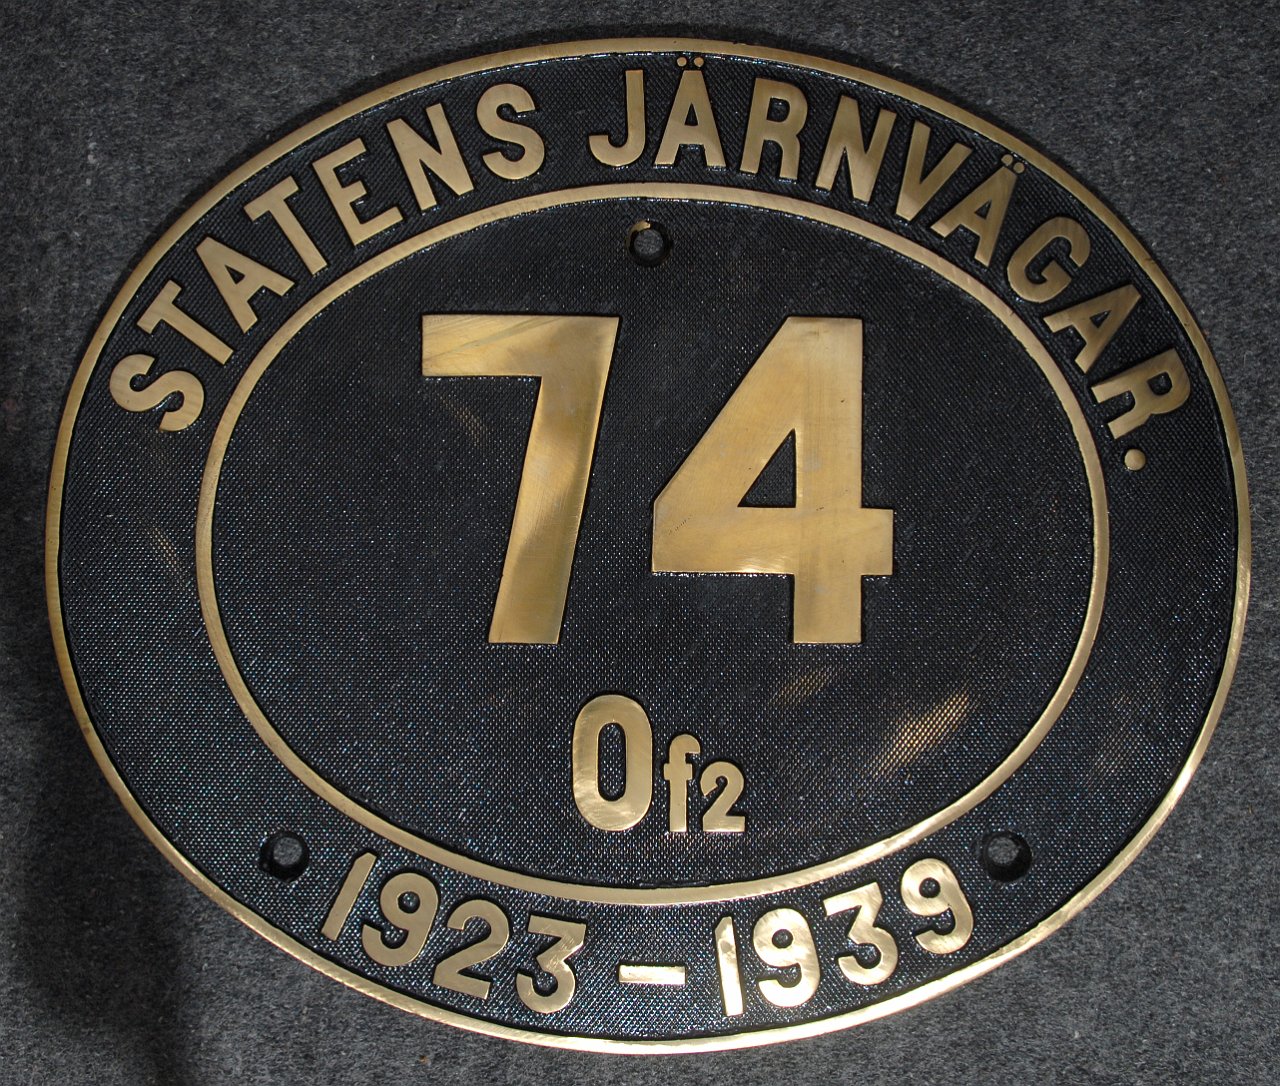 STATENS JÄRNVÄGAR.
74
Of2
1923–1939